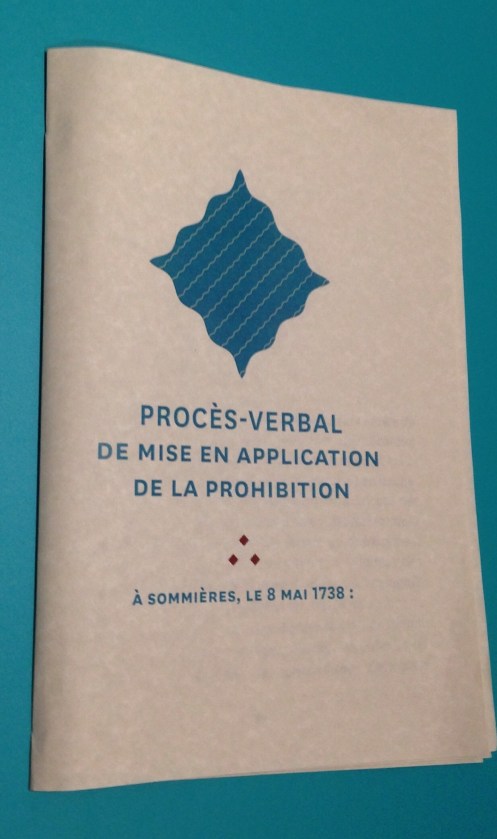 PROCÈS-VERBAL
DE MISE EN APPLICATION
DE LA PROHIBITION
À SOMMIÈRES, LE 8 MAI 1738 :